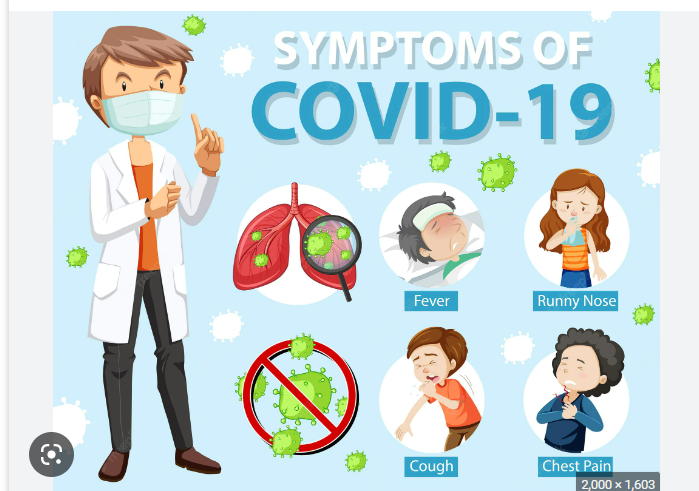 SYMPTOMS OF
COVID-19
Fever
Runny Nose
Cough
Chest Pain
2,000 × 1,603